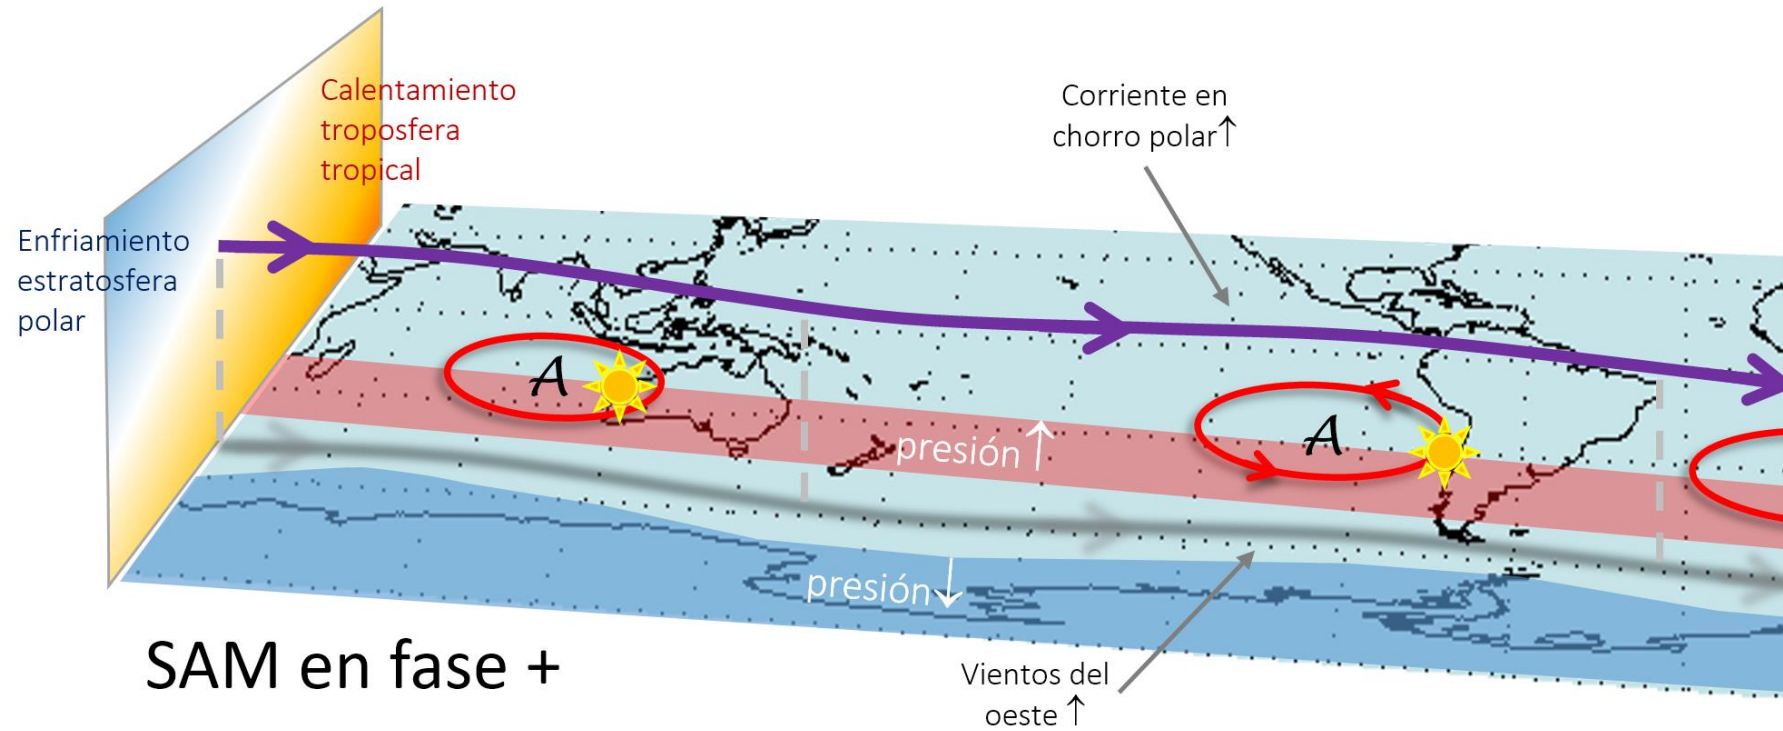 Calentamiento
troposfera
tropical
Enfriamiento
estratosfera
polar
Corriente en
chorro polar↑
A
A
presión↑
presión↓
Vientos del
oeste ↑
SAM en fase +